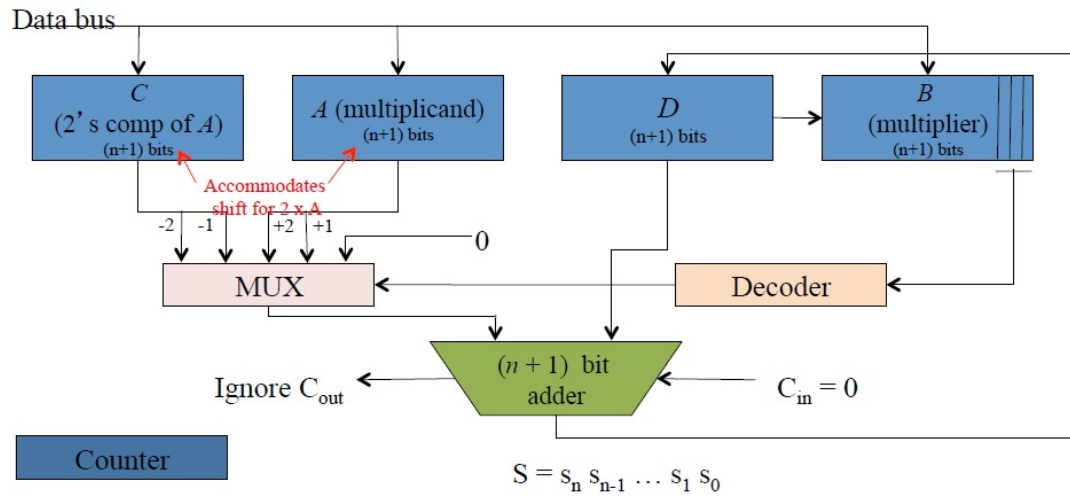 Data bus
C
(2's comp of A)
(n+1) bits
A (multiplicand)
(n+1) bits
D
(n+1) bits
B
(multiplier)
(n+1) bits
Accommodates
shift for 2 x A
-2
-1
+2
+1
0
MUX
Decoder
(n + 1) bit
adder
Ignore Cout
Cin = 0
Counter
S = sn sn-1 … s1 s0